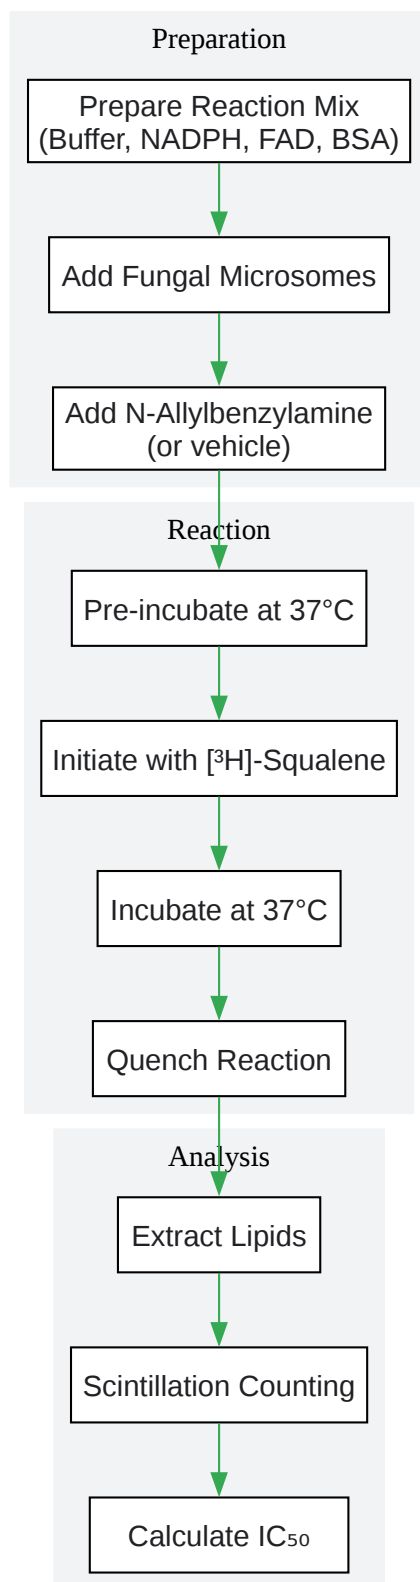 Preparation
Prepare Reaction Mix
(Buffer, NADPH, FAD, BSA)
Add Fungal Microsomes
Add N-Allylbenzylamine
(or vehicle)
Reaction
Pre-incubate at 37°C
Initiate with [³H]-Squalene
Incubate at 37°C
Quench Reaction
Analysis
Extract Lipids
Scintillation Counting
Calculate IC₅₀